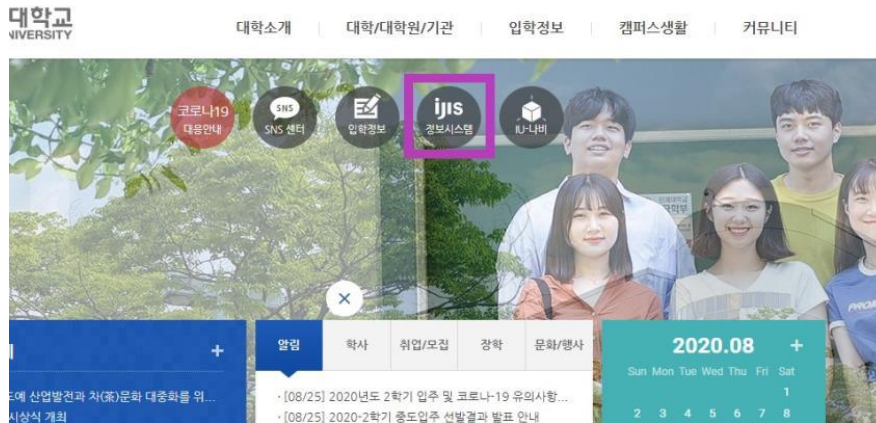 대학교
NIVERSITY
대학소개 대학/대학원/기관 입학정보 캠퍼스생활 커뮤니티
코로나19
대응안내
SNS
SNS 센터
입학정보
iJIS
정보시스템
IU-나비
알림 학사 취업/모집 장학 문화/행사
도예 산업발전과 차(茶)문화 대중화를 위...
시상식 개최
· [08/25] 2020년도 2학기 입주 및 코로나-19 유의사항...
· [08/25] 2020-2학기 중도입주 선발결과 발표 안내
2020.08 +
Sun Mon Tue Wed Thu Fri Sat
1
2 3 4 5 6 7 8